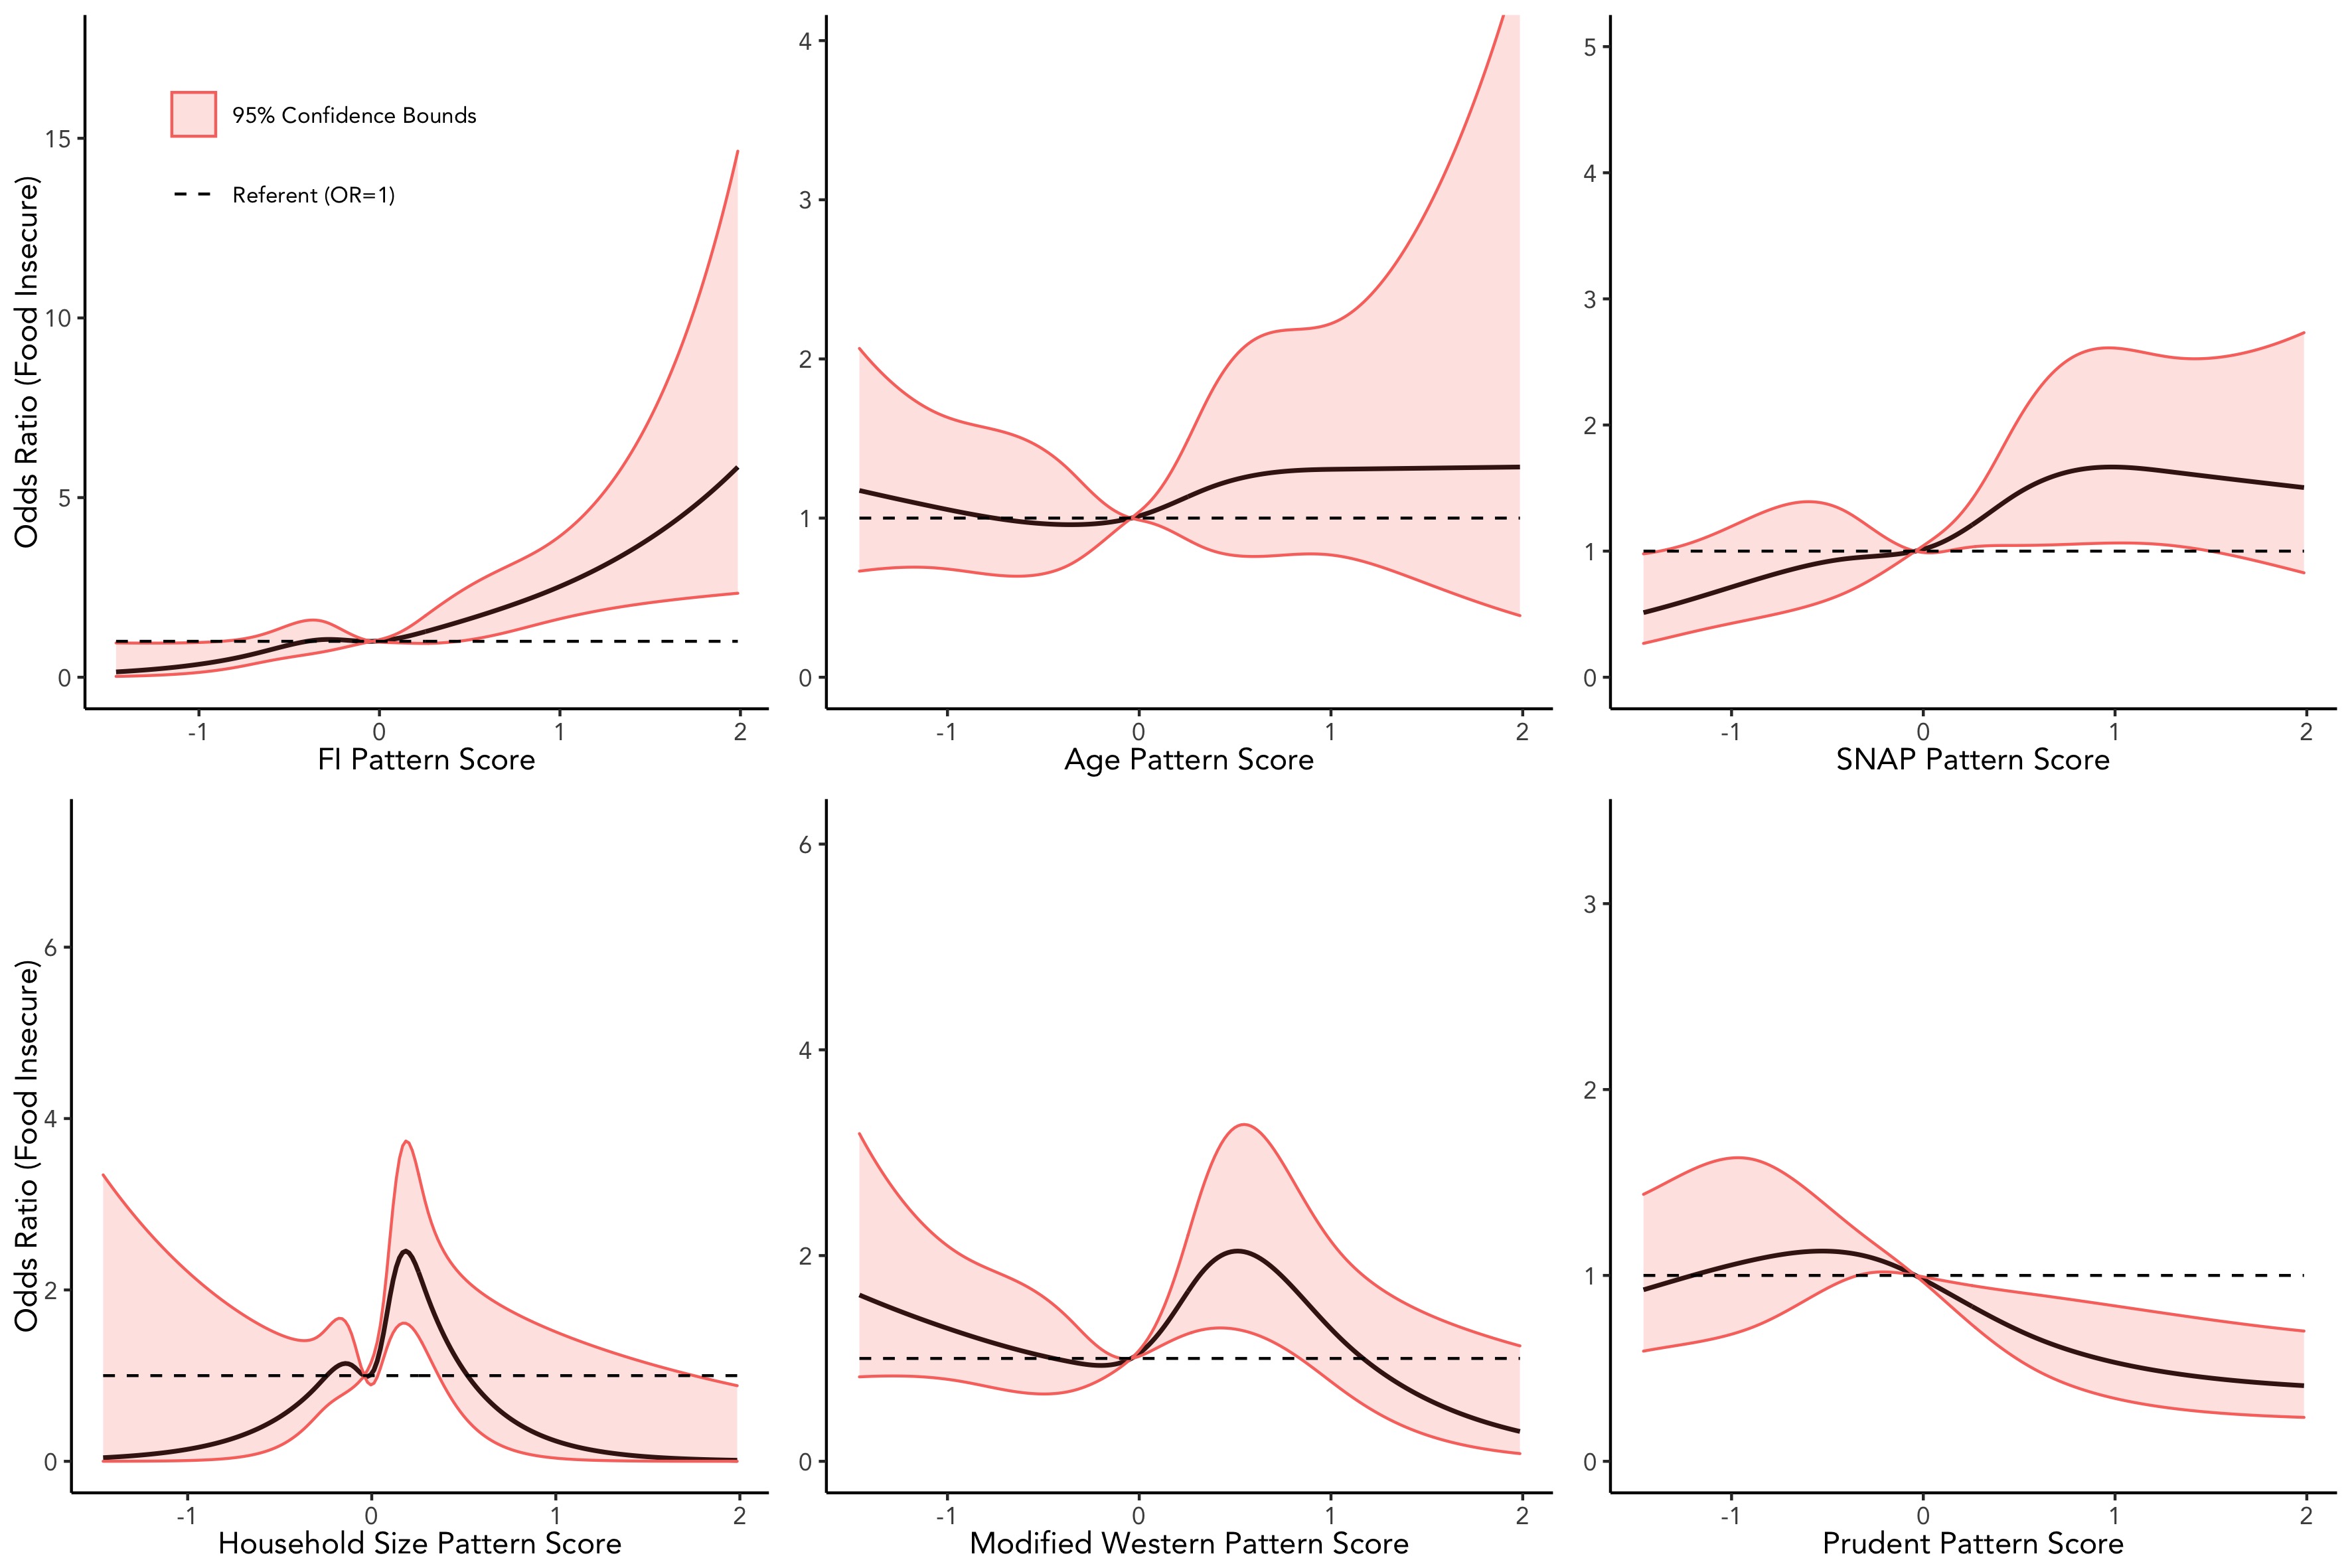 Odds Ratio (Food Insecure)
15
10
5
0
95% Confidence Bounds
Referent (OR=1)
-1 0 1 2
FI Pattern Score
4
3
2
1
0
-1 0 1 2
Age Pattern Score
5
4
3
2
1
0
-1 0 1 2
SNAP Pattern Score
Odds Ratio (Food Insecure)
6
4
2
0
-1 0 1 2
Household Size Pattern Score
6
4
2
0
-1 0 1 2
Modified Western Pattern Score
3
2
1
0
-1 0 1 2
Prudent Pattern Score